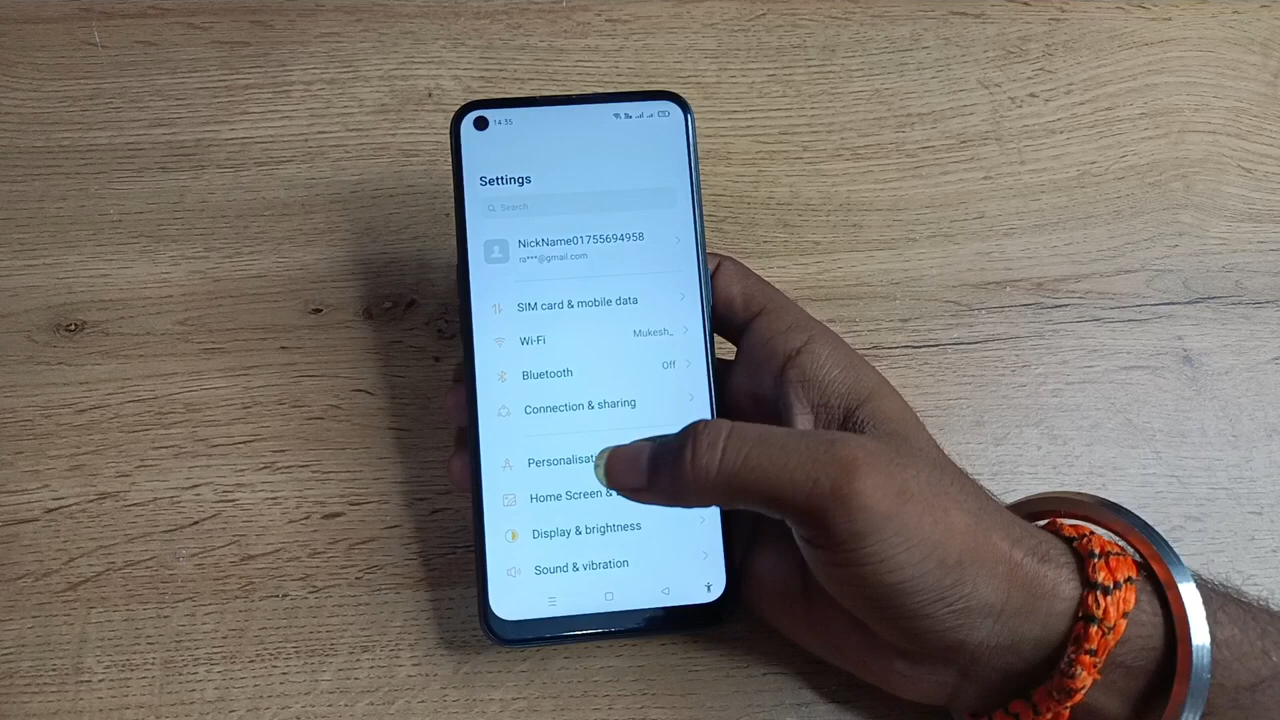 14:35
Settings
Search
NickName01755694958
ra***@gmail.com
SIM card & mobile data
Wi-Fi Mukesh_
Bluetooth Off
Connection & sharing
Home Screen &
Display & brightness
Sound & vibration